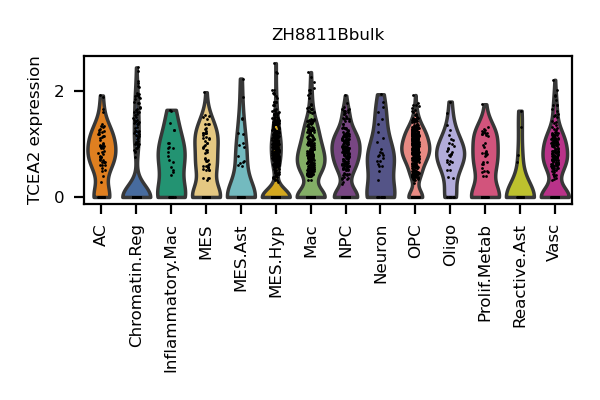 ZH8811Bbulk
TCEA2 expression
2
0
AC
Chromatin.Reg
Inflammatory.Mac
MES
MES.Ast
MES.Hyp
Mac
NPC
Neuron
OPC
Oligo
Prolif.Metab
Reactive.Ast
Vasc